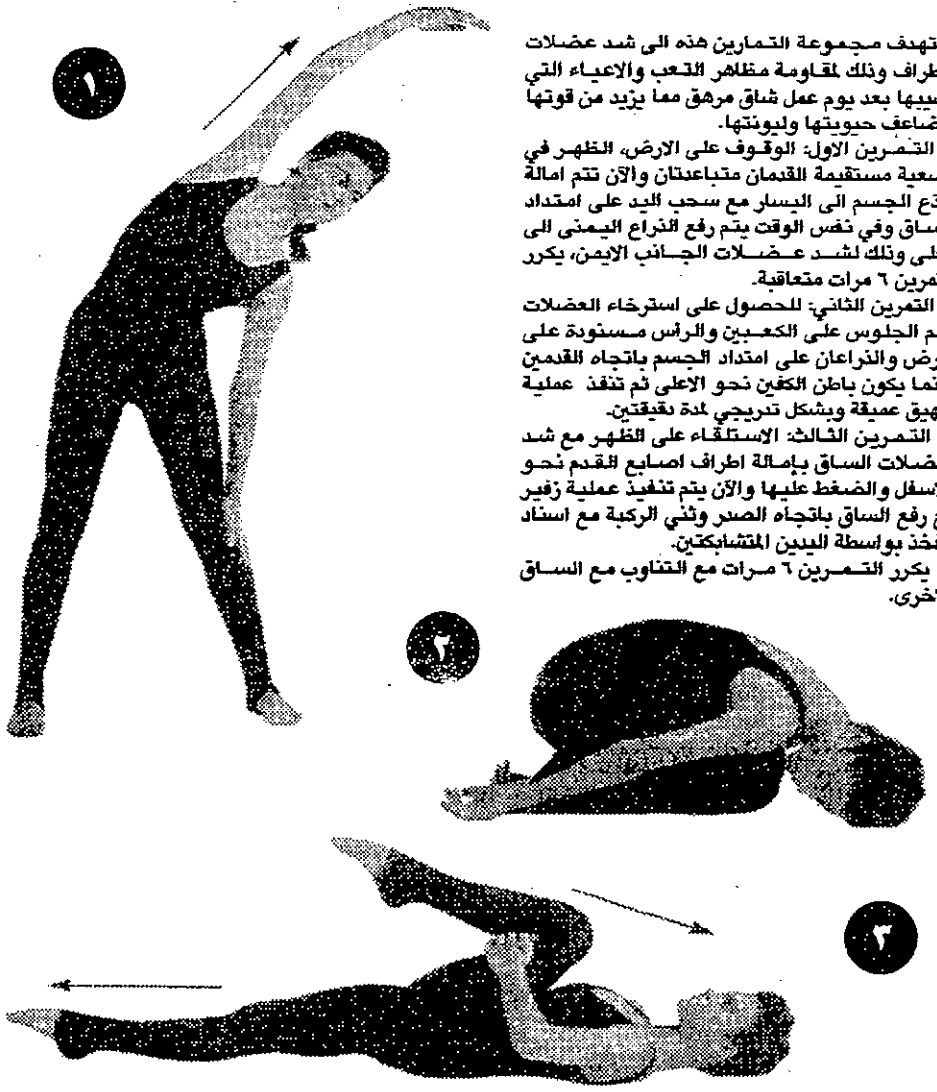 تهدف مجموعة التمارين هذه الى شد عضلات
طراف وذلك لمقاومة مظاهر التعب والاعياء التي
سيبها بعد يوم عمل شاق مرهق مما يزيد من قوتها
ضاعف حيويتها وليونتها.
التمرين الاول: الوقوف على الارض، الظهر في
ضعية مستقيمة القدمان متباعدتان والآن تتم امالة
ذع الجسم الى اليسار مع سحب اليد على امتداد
ساق وفي نفس الوقت يتم رفع الذراع اليمنى الى
على وذلك لشد عضلات الجانب الايمن، يكرر
تمرين ٦ مرات متعاقبة.
التمرين الثاني: للحصول على استرخاء العضلات
تم الجلوس على الكعبين والرأس مسنودة على
رض والذراعان على امتداد الجسم باتجاه القدمين
نما يكون باطن الكفين نحو الاعلى ثم تنفذ عملية
هيق عميقة وبشكل تدريجي لمدة دقيقتين.
التمرين الثالث: الاستلقاء على الظهر مع شد
ضلات الساق بإمالة اطراف اصابع القدم نحو
اسفل والضغط عليها والآن يتم تنفيذ عملية زفير
ع رفع الساق باتجاه الصدر وثني الركبة مع اسناد
فخذ بواسطة اليدين المتشابكتين.
يكرر التمرين ٦ مرات مع التناوب مع الساق
خرى.
١
٢
٣